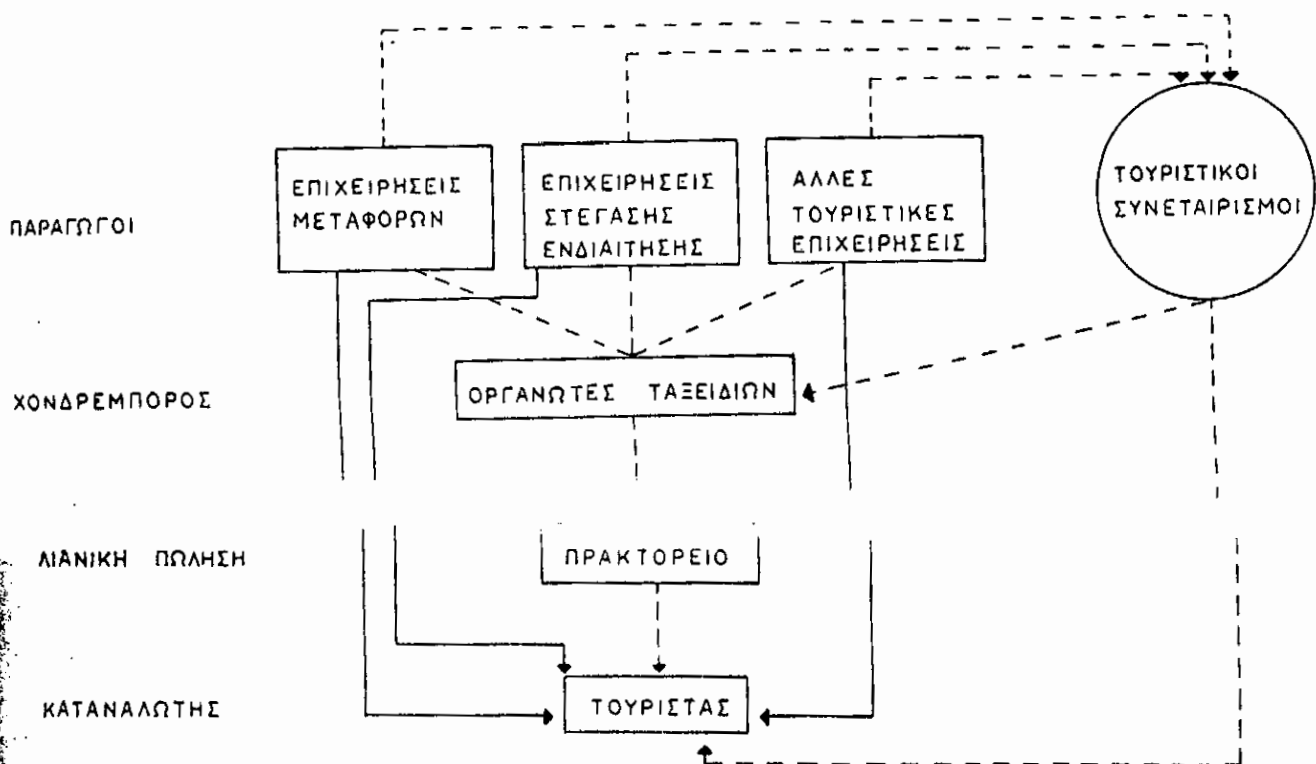 ΠΑΡΑΓΩΓΟΙ
ΕΠΙΧΕΙΡΗΣΕΙΣ
ΜΕΤΑΦΟΡΩΝ
ΕΠΙΧΕΙΡΗΣΕΙΣ
ΣΤΕΓΑΣΗΣ
ΕΝΔΙΑΙΤΗΣΗΣ
ΑΛΛΕΣ
ΤΟΥΡΙΣΤΙΚΕΣ
ΕΠΙΧΕΙΡΗΣΕΙΣ
ΤΟΥΡΙΣΤΙΚΟΙ
ΣΥΝΕΤΑΙΡΙΣΜΟΙ
ΧΟΝΔΡΕΜΠΟΡΟΣ
ΟΡΓΑΝΩΤΕΣ ΤΑΞΕΙΔΙΩΝ
ΛΙΑΝΙΚΗ ΠΩΛΗΣΗ
ΠΡΑΚΤΟΡΕΙΟ
ΚΑΤΑΝΑΛΩΤΗΣ
ΤΟΥΡΙΣΤΑΣ